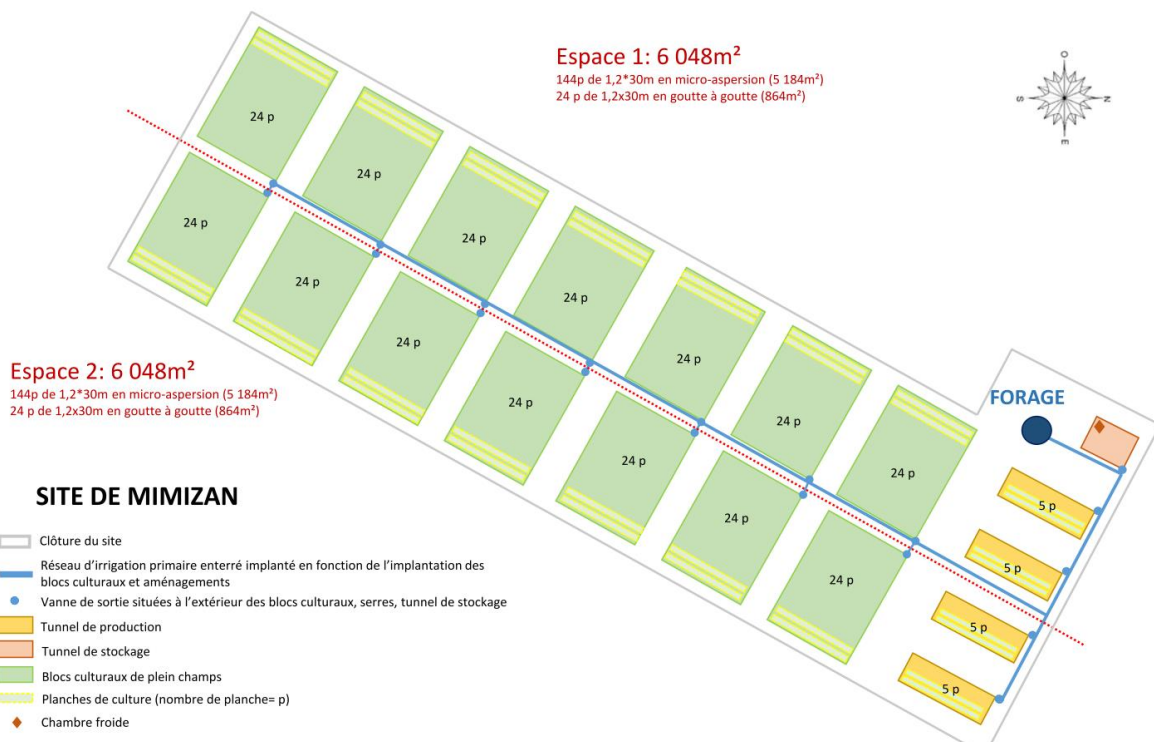 Espace 1: 6 048m²
144p de 1,2*30m en micro-aspersion (5 184m²)
24 p de 1,2x30m en goutte à goutte (864m²)
O
S
N
E
24 p
24 p
24 p
24 p
24 p
24 p
24 p
24 p
24 p
24 p
24 p
24 p
24 p
24 p
Espace 2: 6 048m²
144p de 1,2*30m en micro-aspersion (5 184m²)
24 p de 1,2x30m en goutte à goutte (864m²)
FORAGE
5 p
5 p
5 p
5 p
SITE DE MIMIZAN
Clôture du site
Réseau d'irrigation primaire enterré implanté en fonction de l'implantation des
blocs culturaux et aménagements
Vanne de sortie situées à l'extérieur des blocs culturaux, serres, tunnel de stockage
Tunnel de production
Tunnel de stockage
Blocs culturaux de plein champs
Planches de culture (nombre de planche= p)
Chambre froide